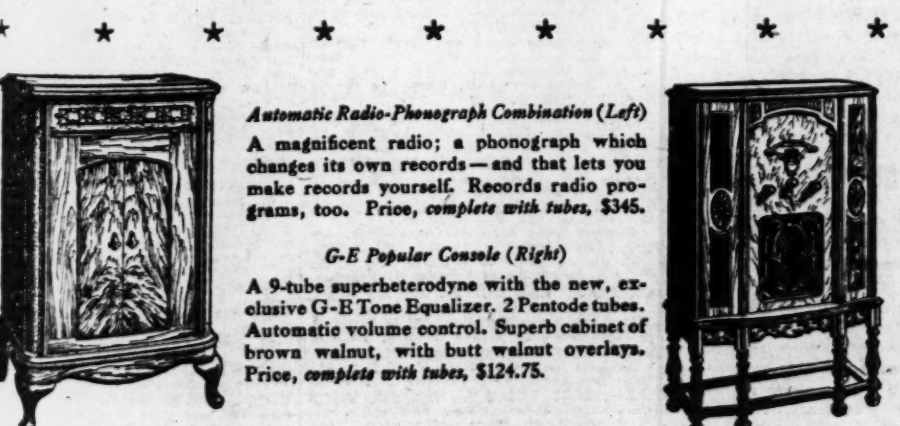 Automatic Radio-Phonograph Combination (Left)
A magnificent radio; a phonograph which
changes its own records—and that lets you
make records yourself. Records radio pro-
grams, too. Price, complete with tubes, $345.
G-E Popular Console (Right)
A 9-tube superheterodyne with the new, ex-
clusive G-E Tone Equalizer. 2 Pentode tubes.
Automatic volume control. Superb cabinet of
brown walnut, with butt walnut overlays.
Price, complete with tubes, $124.75.